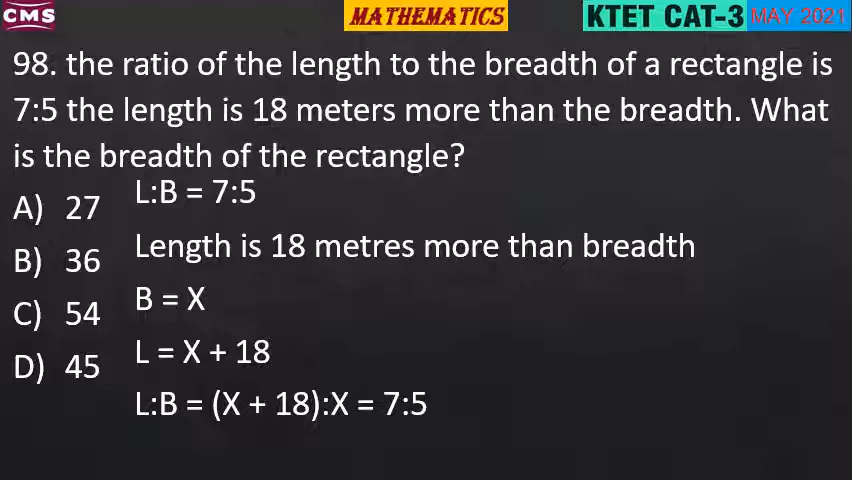 CMS
MATHEMATICS
KTET CAT-3
MAY 2021
98. the ratio of the length to the breadth of a rectangle is
7:5 the length is 18 meters more than the breadth. What
is the breadth of the rectangle?
A) 27
B) 36
C) 54
D) 45
L:B = 7:5
Length is 18 metres more than breadth
B = X
L = X + 18
L:B = (X + 18):X = 7:5